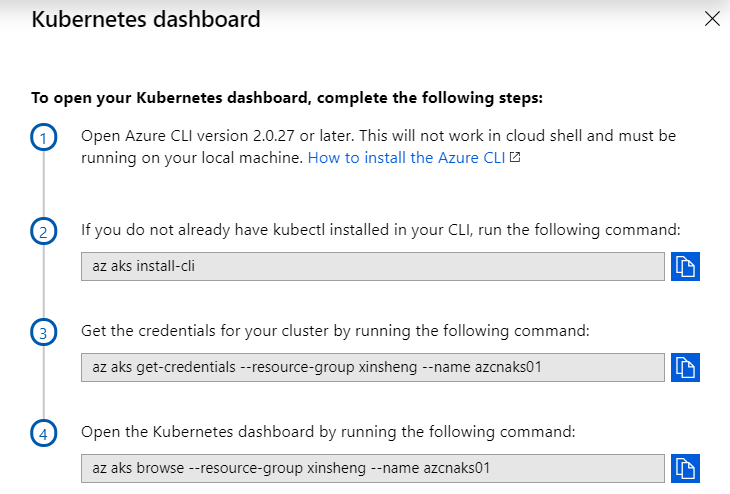 Kubernetes dashboard
To open your Kubernetes dashboard, complete the following steps:
1
Open Azure CLI version 2.0.27 or later. This will not work in cloud shell and must be
running on your local machine. How to install the Azure CLI
2
If you do not already have kubectl installed in your CLI, run the following command:
az aks install-cli
3
Get the credentials for your cluster by running the following command:
az aks get-credentials --resource-group xinsheng --name azcnaks01
4
Open the Kubernetes dashboard by running the following command:
az aks browse --resource-group xinsheng --name azcnaks01